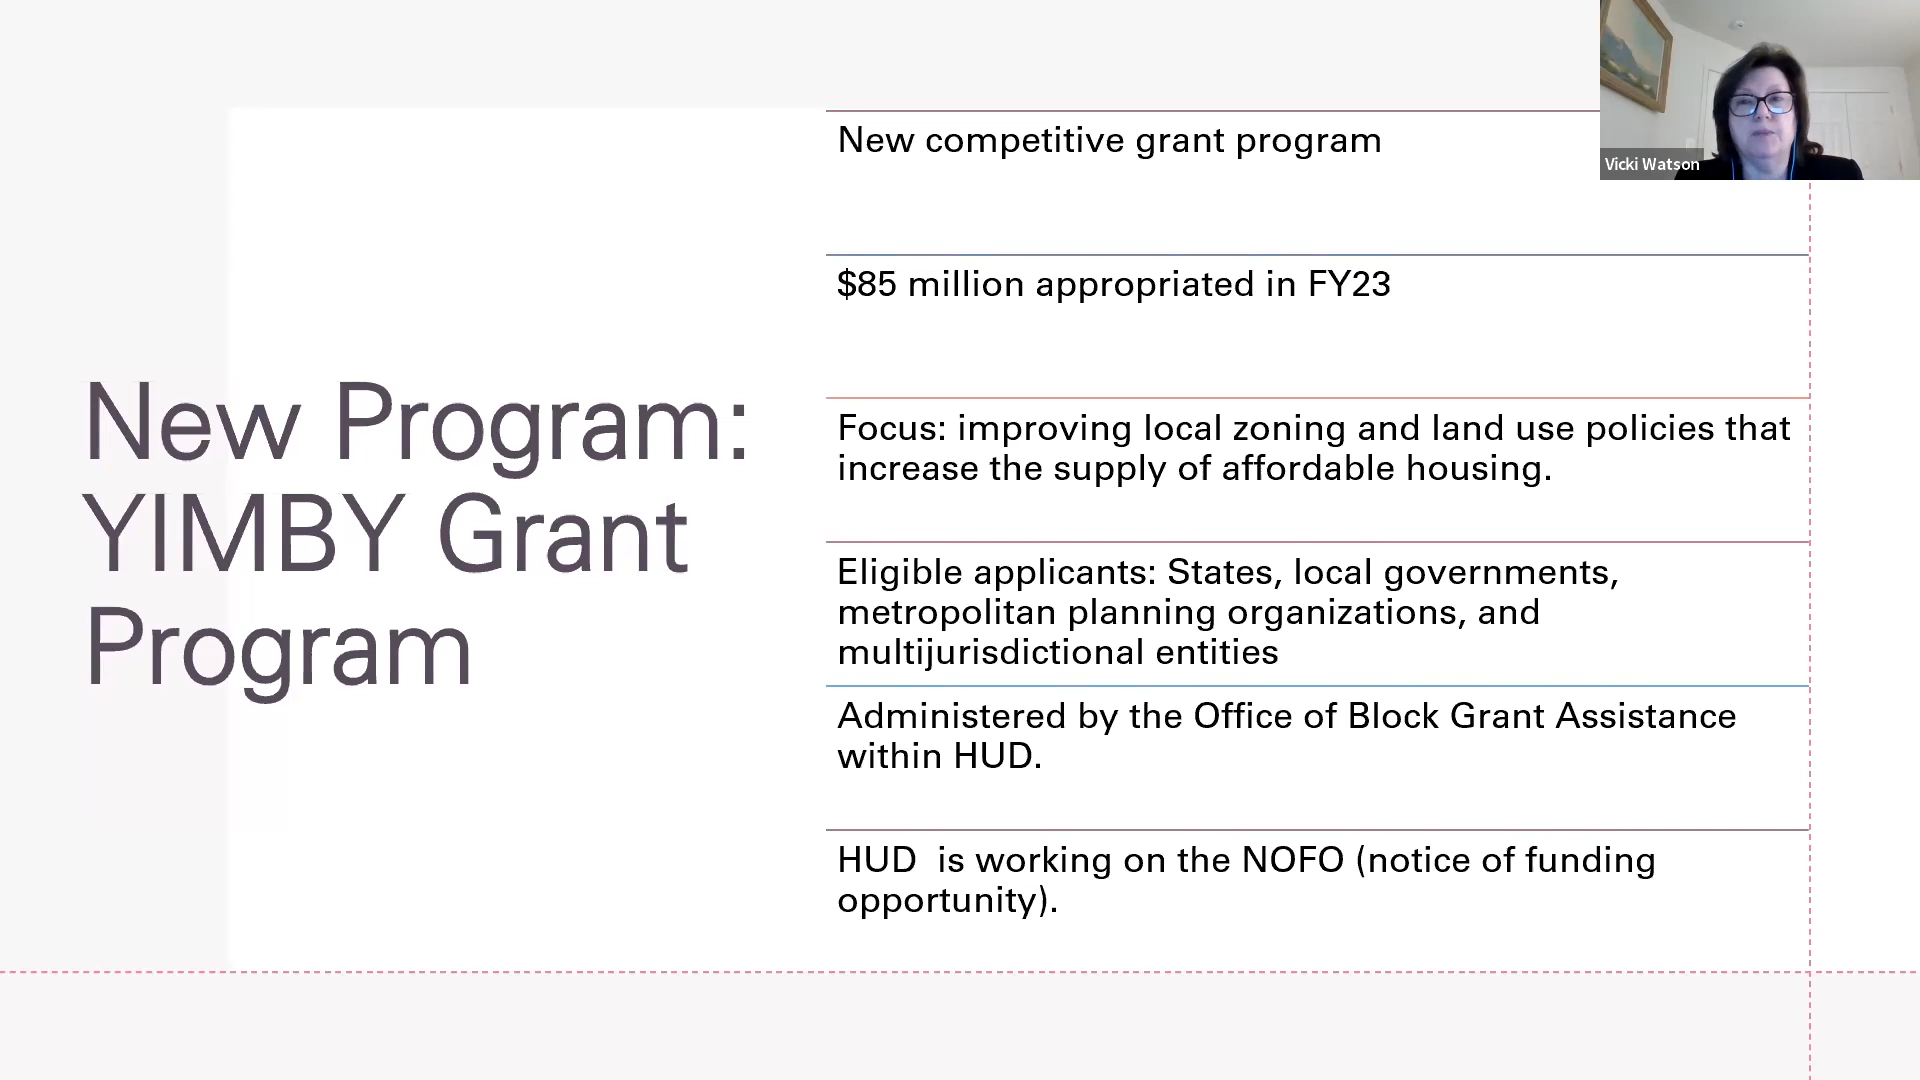 New Program:
YIMBY Grant
Program
New competitive grant program
$85 million appropriated in FY23
Focus: improving local zoning and land use policies that
increase the supply of affordable housing.
Eligible applicants: States, local governments,
metropolitan planning organizations, and
multijurisdictional entities
Administered by the Office of Block Grant Assistance
within HUD.
HUD  is working on the NOFO (notice of funding
opportunity).
Vicki Watson